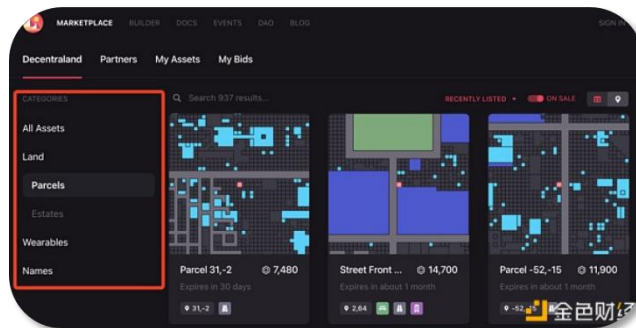 MARKETPLACE BUILDER DOCS EVENTS DAO BLOG SIGN IN
Decentraland Partners My Assets My Bids
CATEGORIES
Search 937 results...
RECENTLY LISTED ON SALE
All Assets
Land
Parcels
Estates
Wearables
Names
Parcel 31,-2 7,480
Expires in 30 days
31,-2
Street Front ... 14,700
Expires in about 1 month
2,64
Parcel -52,-15 11,900
Expires in about 1 month
-52,-15
金色财经